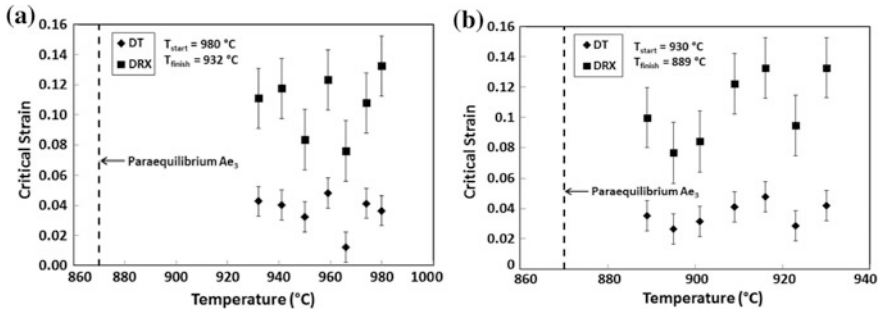 (a)
0.16
0.14
0.12
0.10
0.08
0.06
0.04
0.02
0.00
Critical Strain
DT
DRX
Tstart = 980 °C
Tfinish = 932 °C
Paraequilibrium Ae3
860 880 900 920 940 960 980 1000
Temperature (°C)
(b)
0.16
0.14
0.12
0.1
0.08
0.06
0.04
0.02
0
Critical Strain
DT
DRX
Tstart = 930 °C
Tfinish = 889 °C
Paraequilibrium Ae3
860 880 900 920 940
Temperature (°C)